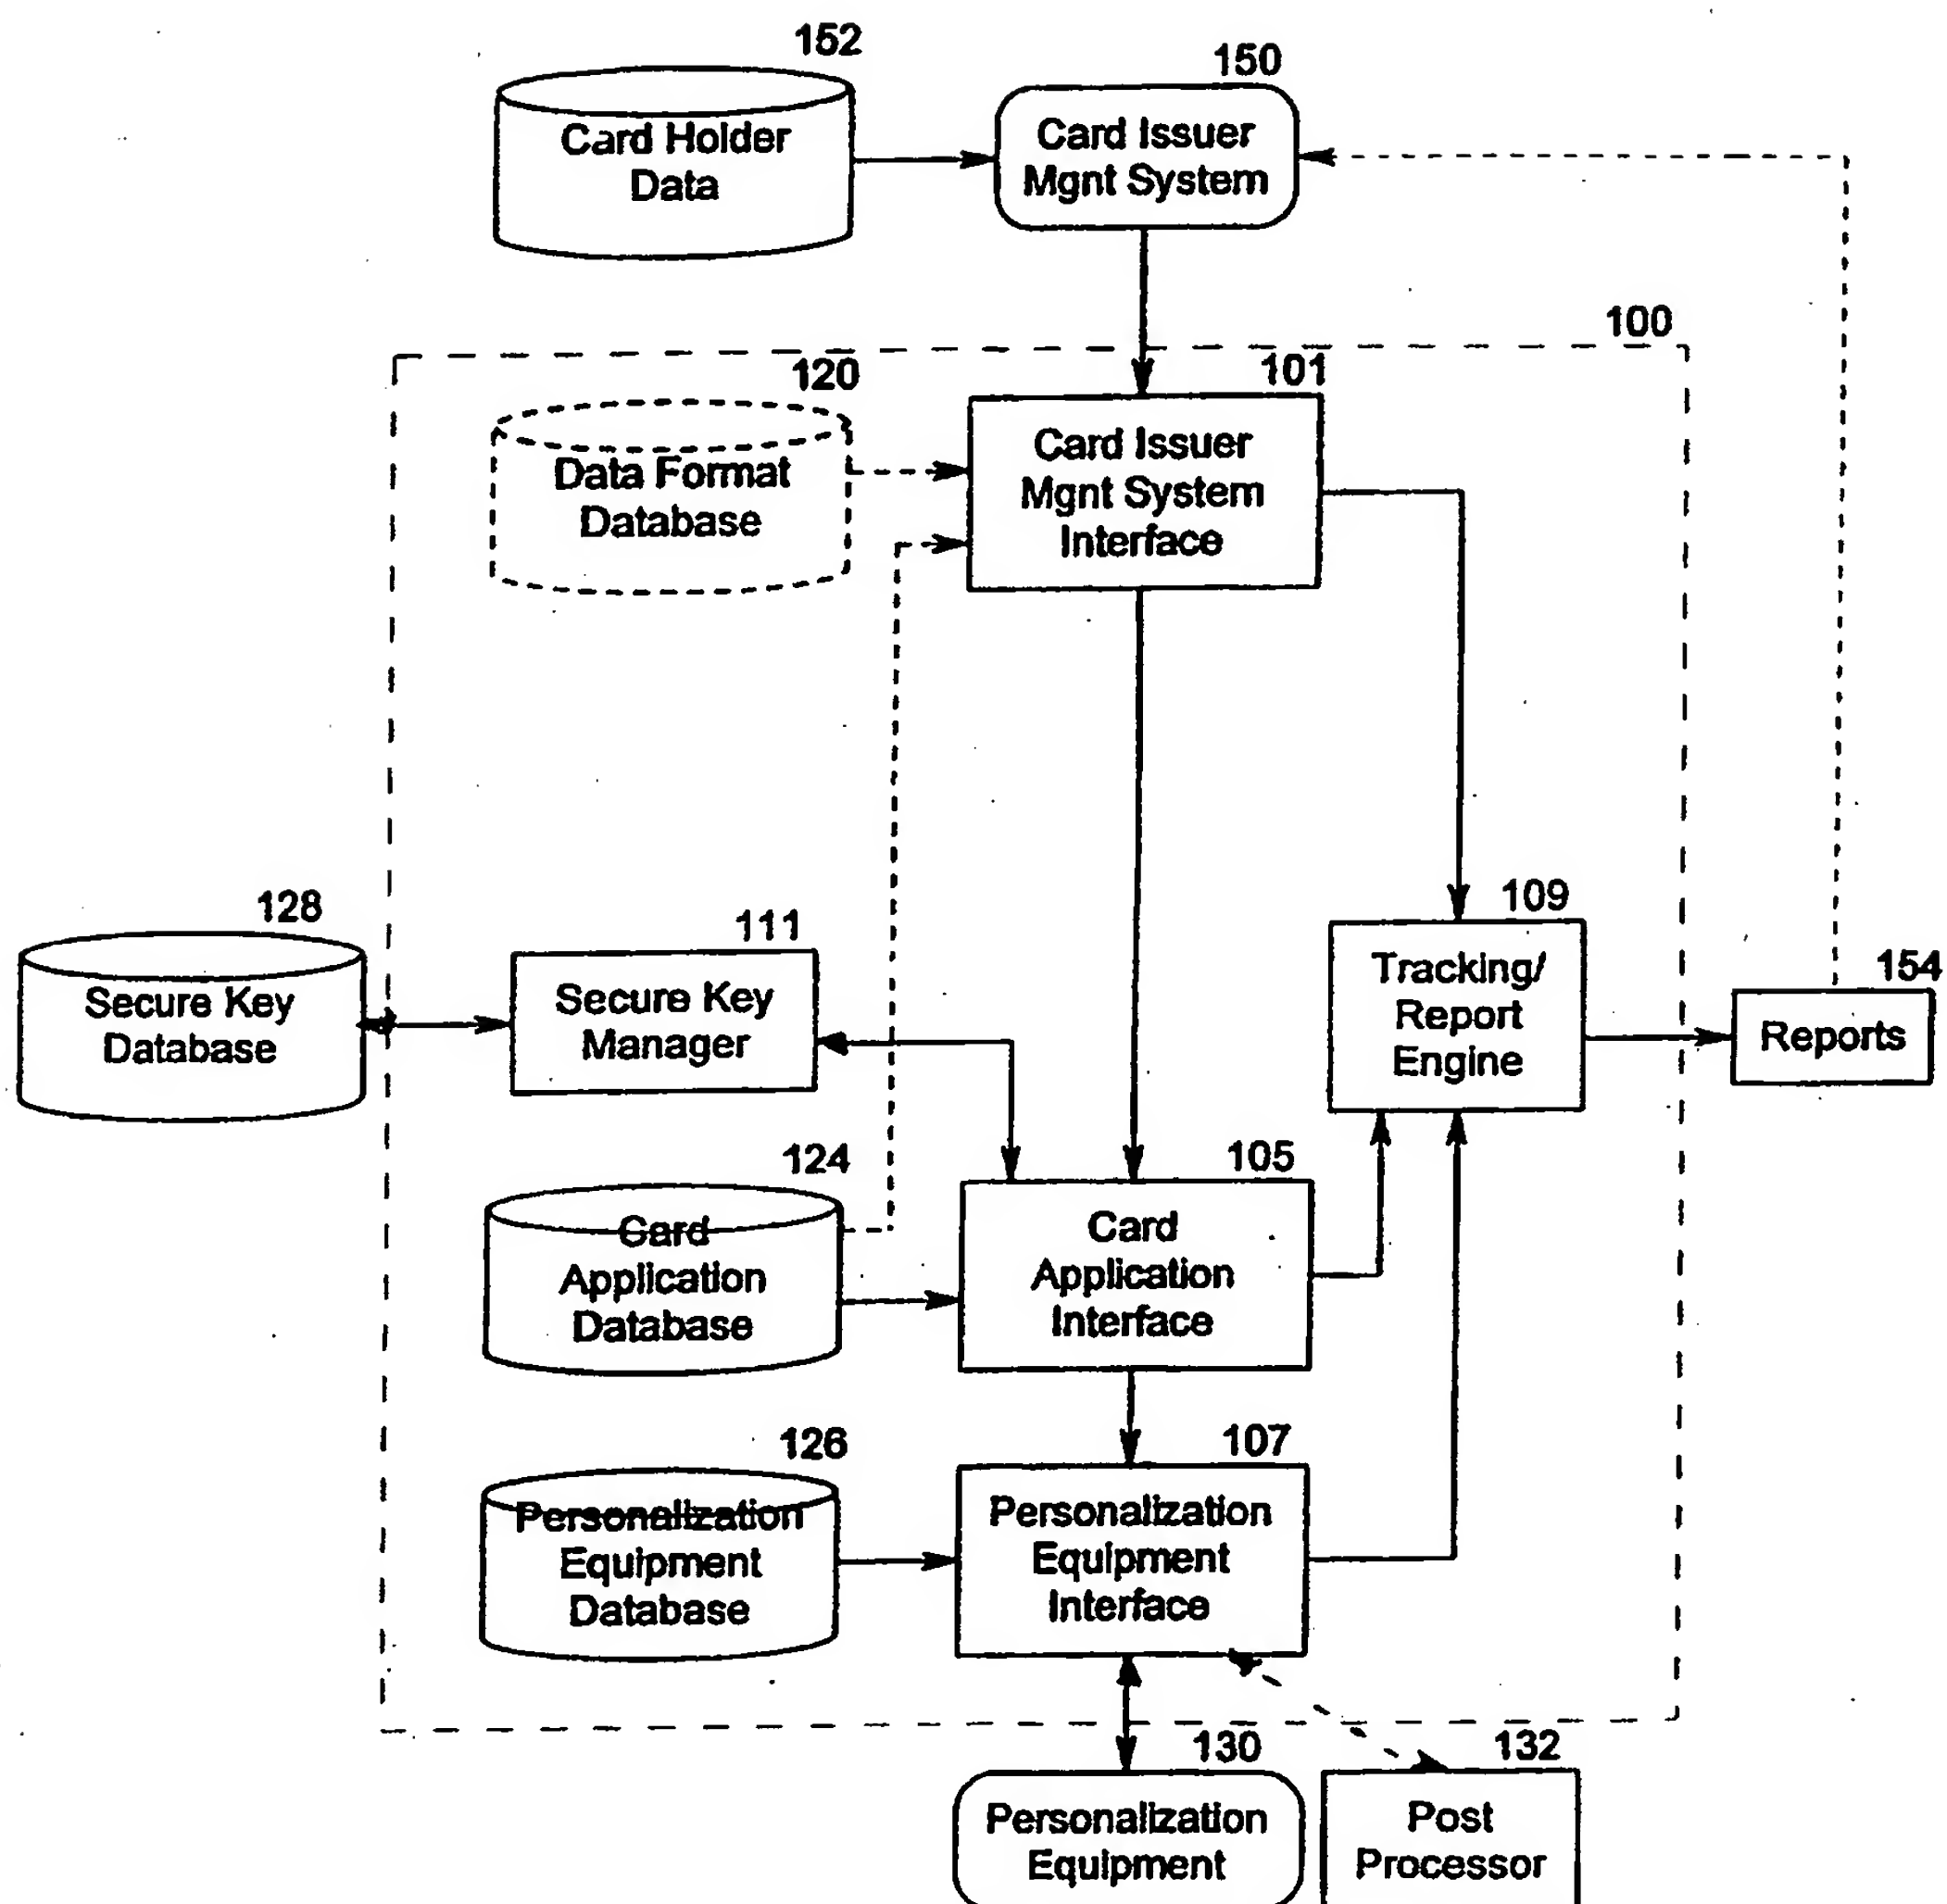 152
150
Card Holder
Data
Card Issuer
Mgnt System
100
120
101
Data Format
Database
Card Issuer
Mgnt System
Interface
128
111
109
154
Secure Key
Database
Secure Key
Manager
Tracking/
Report
Engine
Reports
124
105
Card
Application
Database
Card
Application
Interface
126
107
Personalization
Equipment
Database
Personalization
Equipment
Interface
130
132
Personalization
Equipment
Post
Processor